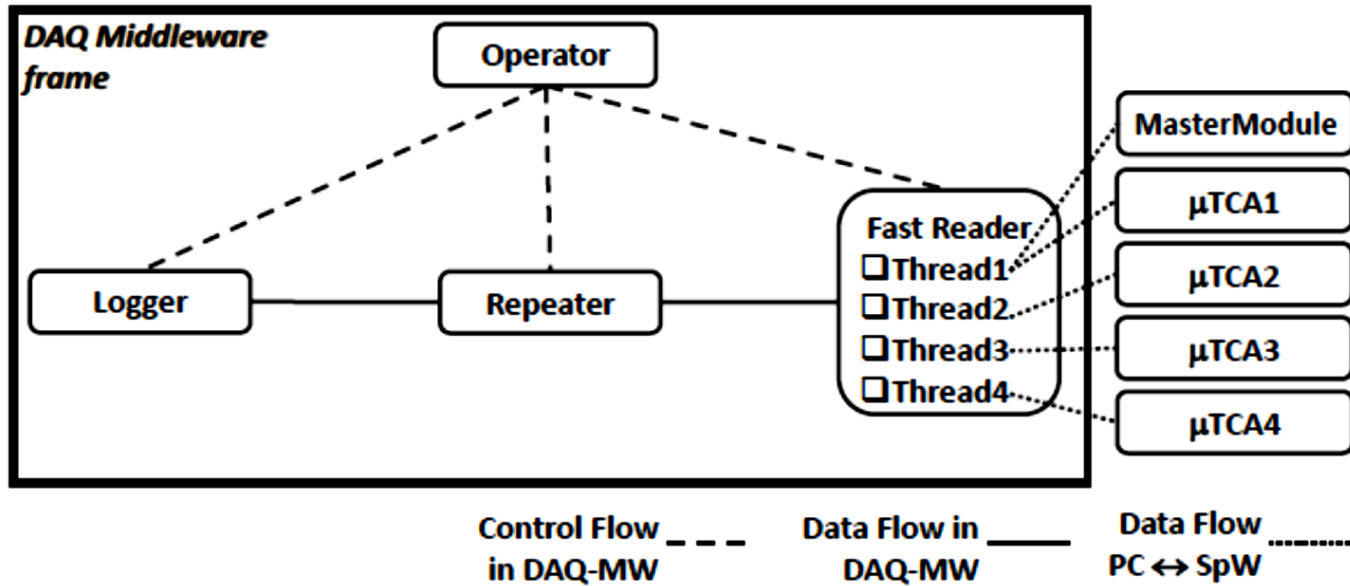 DAQ Middleware
frame
Operator
MasterModule
μTCA1
Fast Reader
❑Thread1
μTCA2
Logger
Repeater
❑Thread2
❑Thread3
μTCA3
❑Thread4
μTCA4
Control Flow
in DAQ-MW
Data Flow in
DAQ-MW
Data Flow
PC ↔ SpW